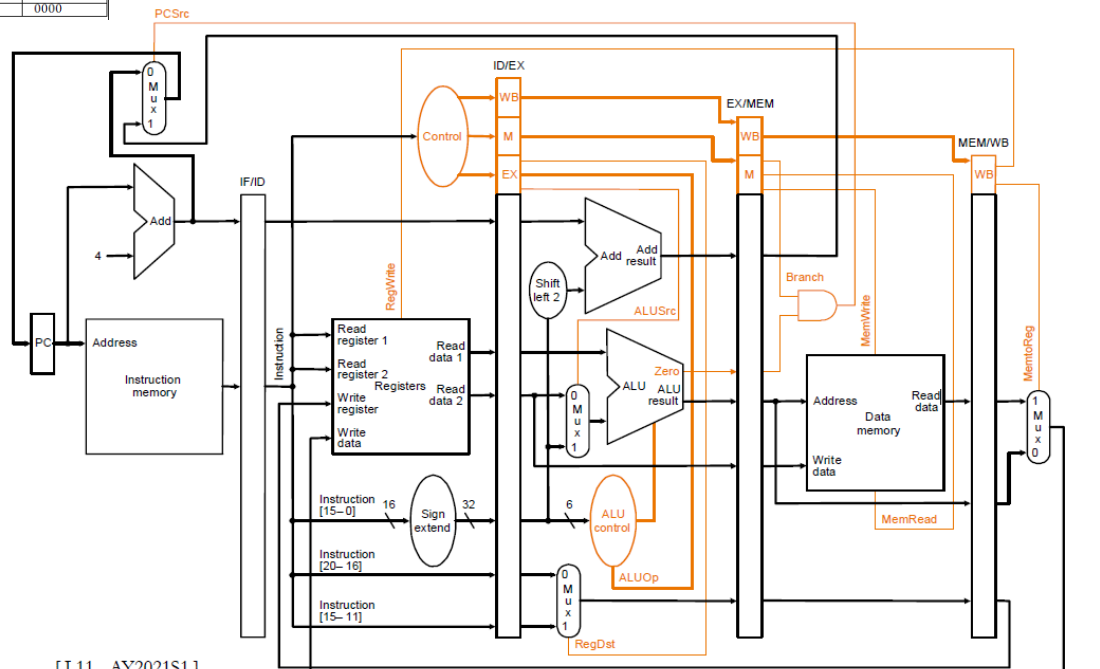 0000
PCSrc
ID/EX
0
M
u
x
1
WB
EX/MEM
Control
M
WB
MEM/WB
EX
M
WB
IF/ID
Add
4
RegWrite
Add
Add
result
Shift
left 2
Branch
ALUSrc
MemWrite
PC
Address
Instruction
memory
Instruction
Read
register 1
Read
register 2
Registers
Write
register
Write
data
Read
data 1
Read
data 2
Zero
ALU
ALU
result
0
M
u
x
1
MemtoReg
Address
Read
data
Data
memory
Write
data
1
M
u
x
0
Instruction
[15–0]
16
Sign
extend
32
6
ALU
control
MemRead
Instruction
[20–16]
0
M
u
x
1
ALUOp
Instruction
[15–11]
RegDst